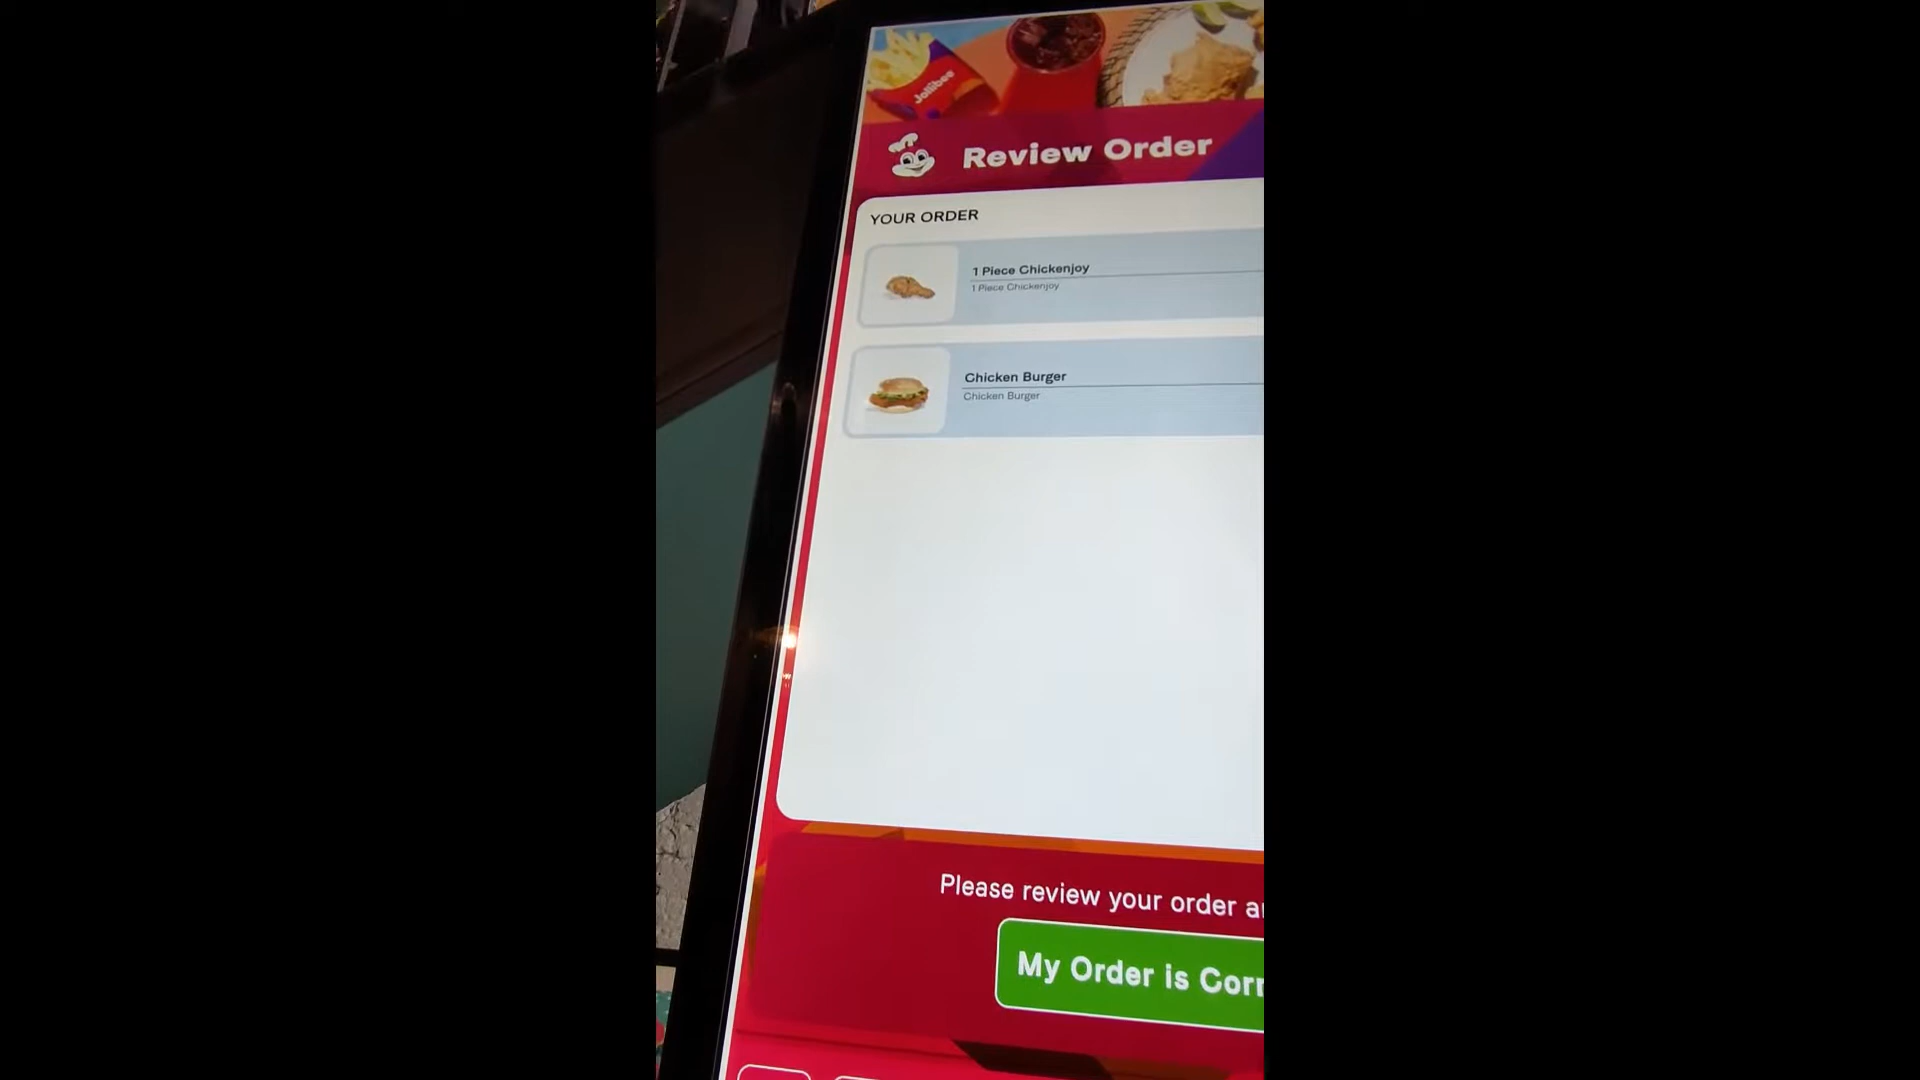 Jollibee
Review Order
YOUR ORDER
1 Piece Chickenjoy
1 Piece Chickenjoy
Chicken Burger
Chicken Burger
Please review your order
My Order is